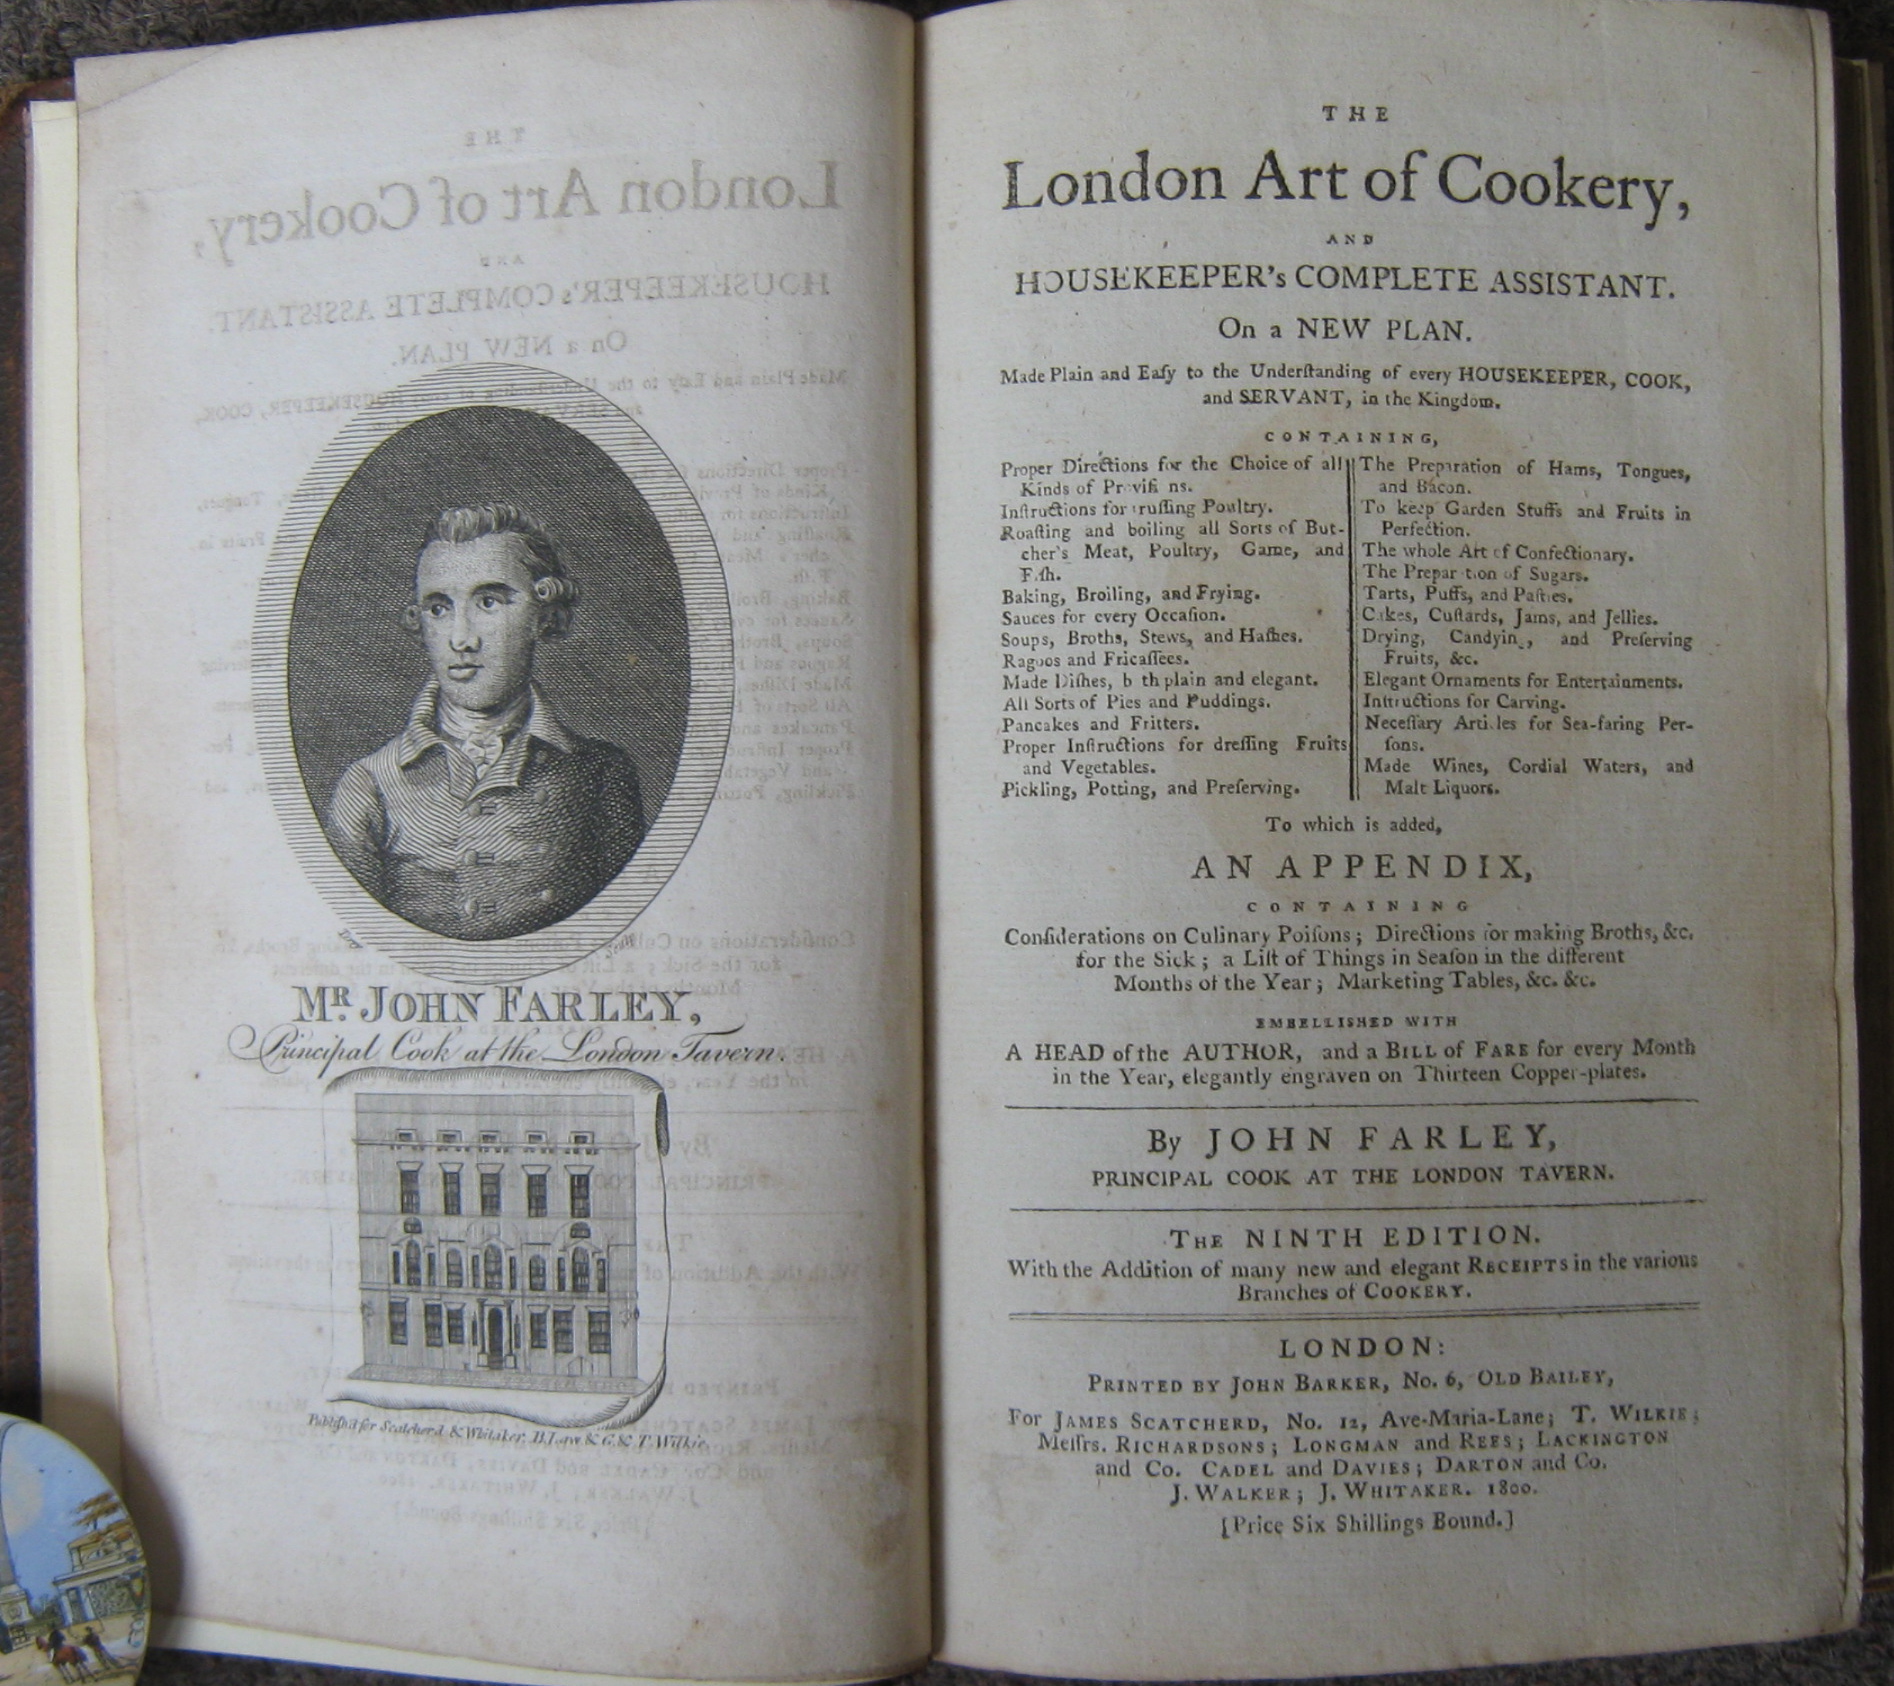 Mr. JOHN FARLEY,
Principal Cook at the London Tavern.
Publish'd for Scatcherd & Whitaker, B. Law & G. & T. Wilkie.
THE
London Art of Cookery,
AND
HOUSEKEEPER's COMPLETE ASSISTANT.
On a NEW PLAN.
Made Plain and Eaſy to the Underſtanding of every HOUSEKEEPER, COOK,
and SERVANT, in the Kingdom.
CONTAINING,
Proper Directions for the Choice of all
Kinds of Proviſi ns.
Inſtructions for truſſing Poultry.
Roaſting and boiling all Sorts of But-
cher's Meat, Poultry, Game, and
Fiſh.
Baking, Broiling, and Frying.
Sauces for every Occaſion.
Soups, Broths, Stews, and Haſhes.
Ragoos and Fricaſſees.
Made Diſhes, b th plain and elegant.
All Sorts of Pies and Puddings.
Pancakes and Fritters.
Proper Inſtructions for dreſſing Fruits
and Vegetables.
Pickling, Potting, and Preſerving.
The Preparation of Hams, Tongues,
and Bacon.
To keep Garden Stuffs and Fruits in
Perfection.
The whole Art of Confectionary.
The Preparation of Sugars.
Tarts, Puffs, and Paſties.
Cakes, Cuſtards, Jams, and Jellies.
Drying, Candying, and Preſerving
Fruits, &c.
Elegant Ornaments for Entertainments.
Inſtructions for Carving.
Neceſſary Articles for Sea-faring Per-
ſons.
Made Wines, Cordial Waters, and
Malt Liquors.
To which is added,
AN APPENDIX,
CONTAINING
Conſiderations on Culinary Poiſons; Directions for making Broths, &c.
for the Sick; a Liſt of Things in Seaſon in the different
Months of the Year; Marketing Tables, &c. &c.
EMBELLISHED WITH
A HEAD of the AUTHOR, and a BILL of FARE for every Month
in the Year, elegantly engraven on Thirteen Copper-plates.
By JOHN FARLEY,
PRINCIPAL COOK AT THE LONDON TAVERN.
THE NINTH EDITION.
With the Addition of many new and elegant RECEIPTS in the various
Branches of COOKERY.
LONDON:
PRINTED BY JOHN BARKER, No. 6, OLD BAILEY,
For JAMES SCATCHERD, No. 12, Ave-Maria-Lane; T. WILKIE;
Meſſrs. RICHARDSONS; LONGMAN and REES; LACKINGTON
and Co. CADEL and DAVIES; DARTON and Co.
J. WALKER; J. WHITAKER. 1800.
[Price Six Shillings Bound.]